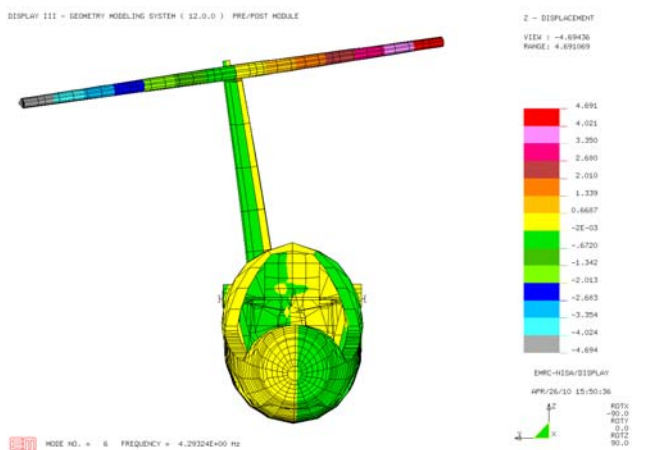 DISPLAY III - GEOMETRY MODELING SYSTEM ( 12.0.0 ) PRE/POST MODULE
Z - DISPLACEMENT
VIEW : -4.69436
RANGE: 4.691069
4.691
4.021
3.350
2.680
2.010
1.339
0.6687
-2E-03
-.6720
-1.342
-2.013
-2.683
-3.354
-4.024
-4.694
EMRC-NISA/DISPLAY
APR/26/10 15:50:36
Z
Y
X
ROTX
-90.0
ROTY
0.0
ROTZ
90.0
MODE NO. = 6 FREQUENCY = 4.29324E+00 Hz